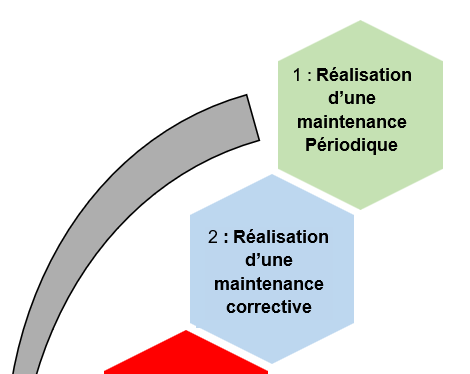 1 : Réalisation
d’une
maintenance
Périodique
2 : Réalisation
d’une
maintenance
corrective